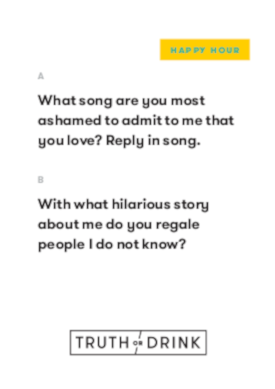 HAPPY HOUR
A
What song are you most
ashamed to admit to me that
you love? Reply in song.
B
With what hilarious story
about me do you regale
people I do not know?
TRUTH OR DRINK